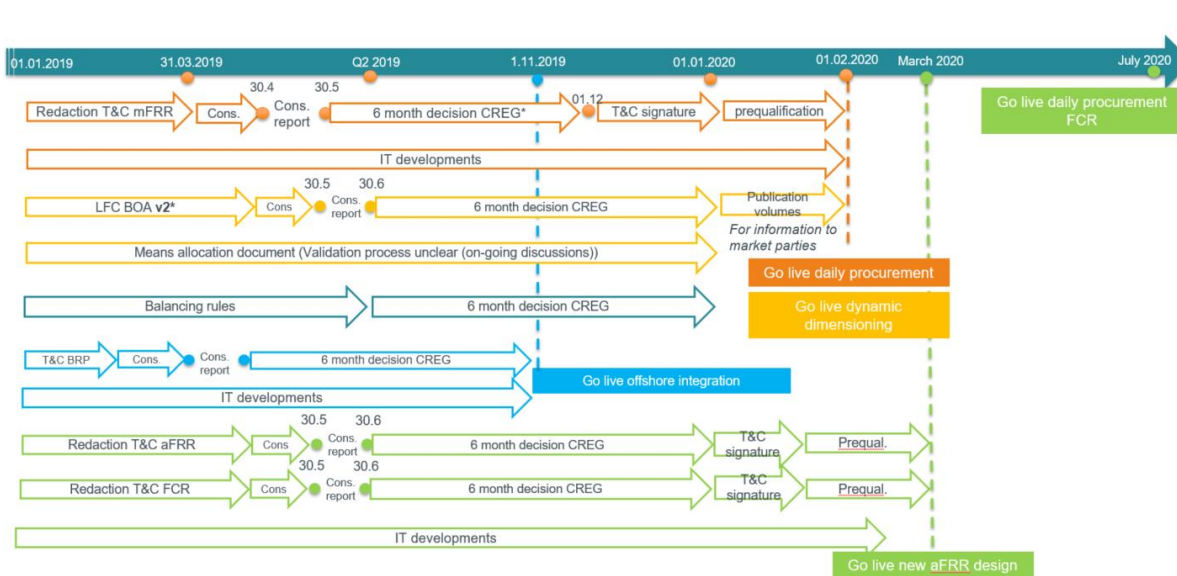 01.01.2019 31.03.2019 Q2 2019 1.11.2019 01.01.2020 01.02.2020 March 2020 July 2020
30.4 30.5 01.12
Redaction T&C mFRR Cons. Cons. report 6 month decision CREG* T&C signature prequalification
Go live daily procurement
FCR
IT developments
30.5 30.6
LFC BOA v2* Cons Cons. report 6 month decision CREG Publication volumes
For information to
market parties
Means allocation document (Validation process unclear (on-going discussions))
Go live daily procurement
Balancing rules 6 month decision CREG
Go live dynamic
dimensioning
T&C BRP Cons. Cons. report 6 month decision CREG
Go live offshore integration
IT developments
30.5 30.6
Redaction T&C aFRR Cons Cons. report 6 month decision CREG T&C signature Prequal.
30.5 30.6
Redaction T&C FCR Cons Cons. report 6 month decision CREG T&C signature Prequal.
IT developments
Go live new aFRR design